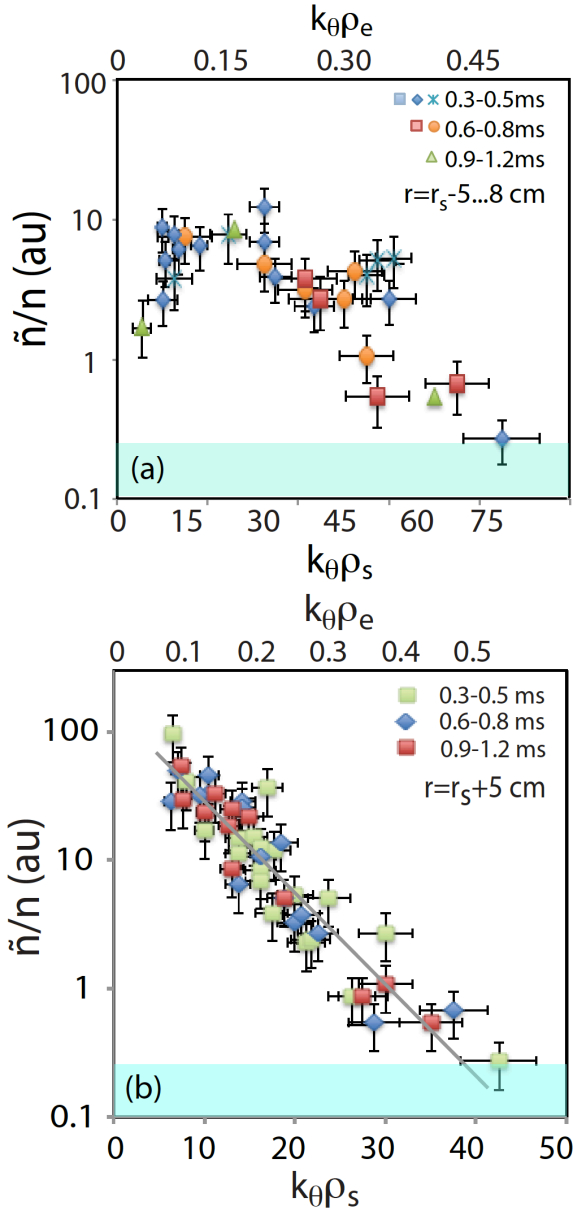 kθρe
0 0.15 0.30 0.45
100
0.3-0.5ms
0.6-0.8ms
0.9-1.2ms
r=rs-5...8 cm
10
ñ/n (au)
1
(a)
0.1
0 15 30 45 60 75
kθρs
kθρe
0 0.1 0.2 0.3 0.4 0.5
0.3-0.5 ms
0.6-0.8 ms
0.9-1.2 ms
r=rs+5 cm
100
10
ñ/n (au)
1
(b)
0.1
0 10 20 30 40 50
kθρs